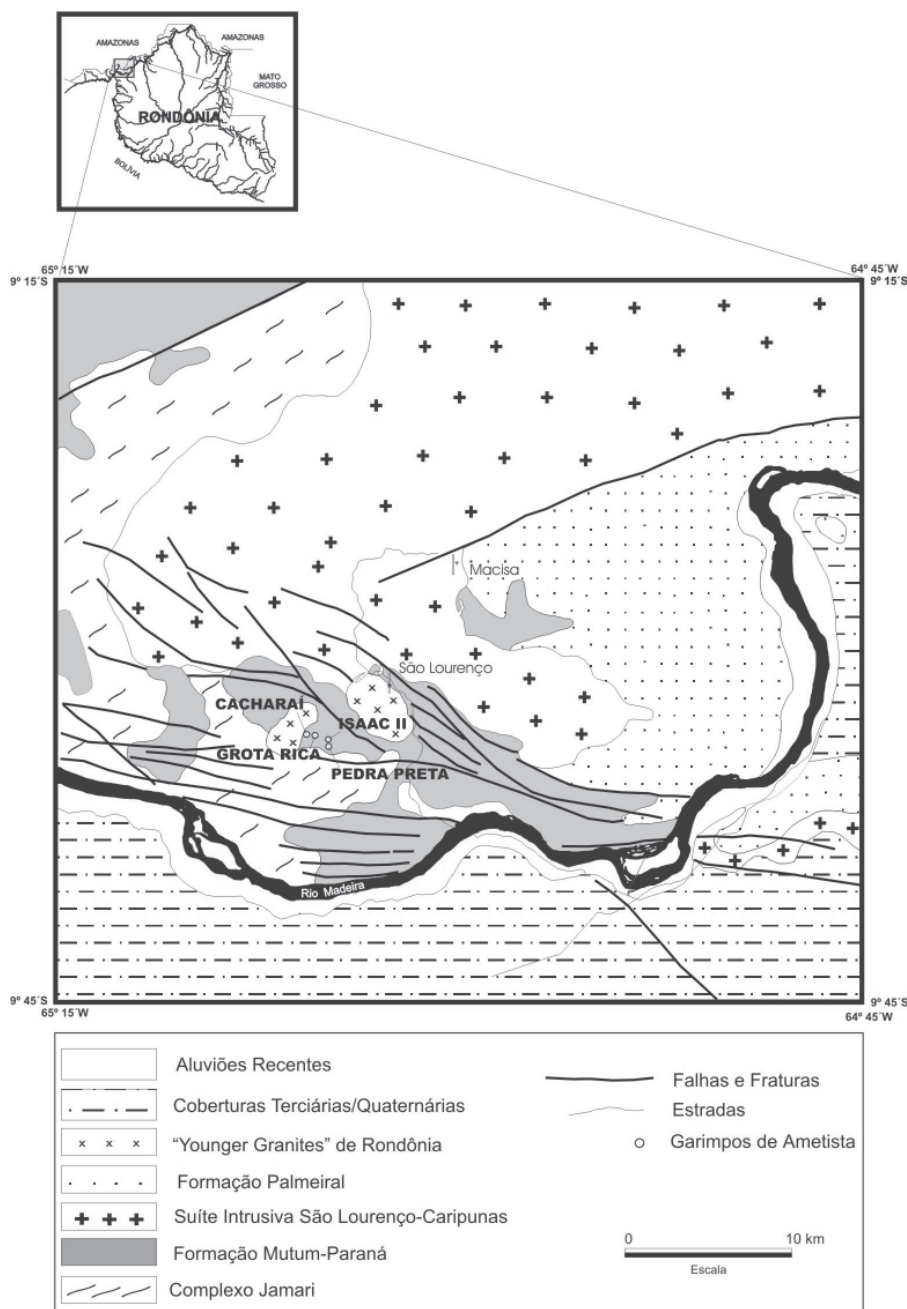 AMAZONAS
AMAZONAS
MATO
GROSSO
RONDÔNIA
BOLÍVIA
65º 15´W
64º 45´W
9º 15´S
9º 15´S
Macisa
São Lourenço
CACHARAÍ
ISAAC II
GROTA RICA
PEDRA PRETA
Rio Madeira
9º 45´S
9º 45´S
65º 15´W
64º 45´W
Aluviões Recentes
Coberturas Terciárias/Quaternárias
“Younger Granites” de Rondônia
Formação Palmeiral
Suíte Intrusiva São Lourenço-Caripunas
Formação Mutum-Paraná
Complexo Jamari
Falhas e Fraturas
Estradas
Garimpos de Ametista
0 10 km
Escala